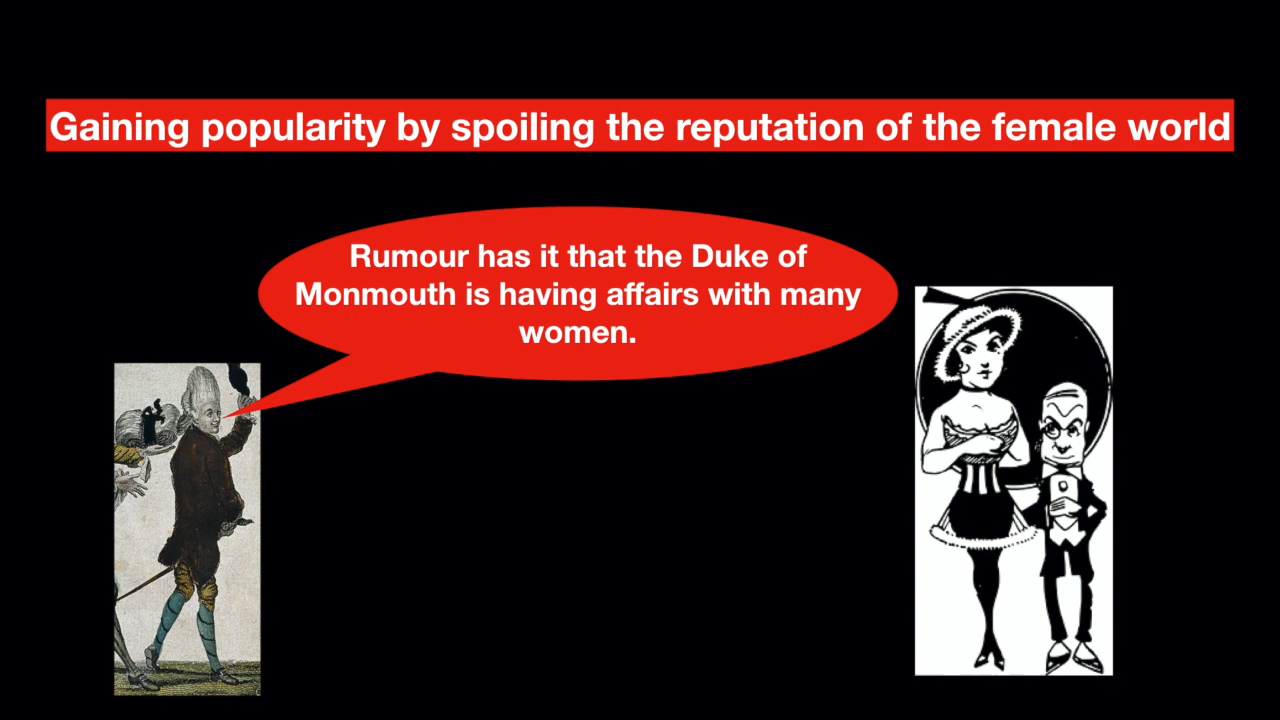 Gaining popularity by spoiling the reputation of the female world
Rumour has it that the Duke of
Monmouth is having affairs with many
women.